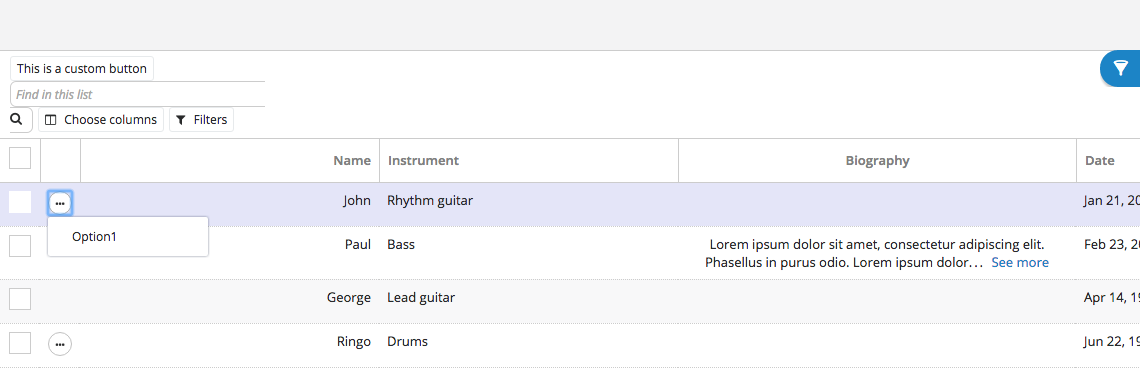 This is a custom button
Find in this list
Choose columns Filters
Name Instrument Biography Date
John Rhythm guitar Jan 21, 20
Option1
Paul Bass Lorem ipsum dolor sit amet, consectetur adipiscing elit. Feb 23, 20
Phasellus in purus odio. Lorem ipsum dolor... See more
George Lead guitar Apr 14, 19
Ringo Drums Jun 22, 19